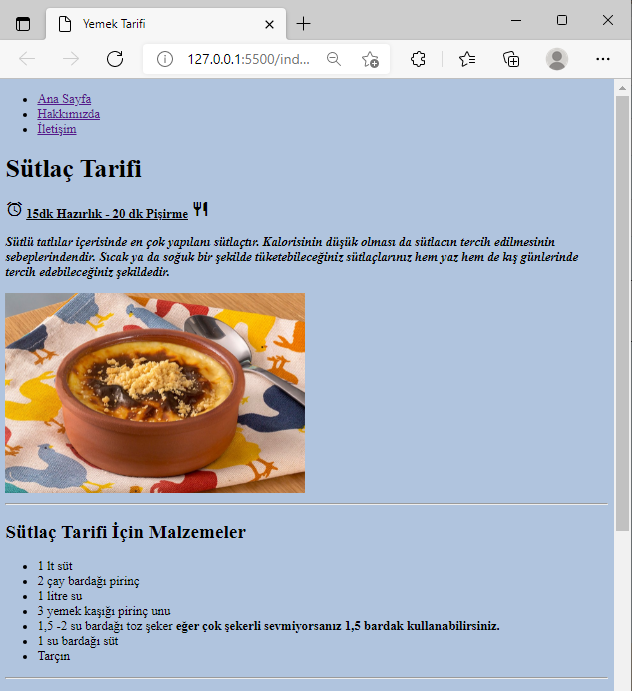 Yemek Tarifi
127.0.0.1:5500/ind...
Ana Sayfa
Hakkımızda
İletişim
Sütlaç Tarifi
15dk Hazırlık - 20 dk Pişirme
Sütlü tatlılar içerisinde en çok yapılanı sütlaçtır. Kalorisinin düşük olması da sütlacın tercih edilmesinin
sebeplerindendir. Sıcak ya da soğuk bir şekilde tüketebileceğiniz sütlaçlarınız hem yaz hem de kış günlerinde
tercih edebileceğiniz şekildedir.
Sütlaç Tarifi İçin Malzemeler
1 lt süt
2 çay bardağı pirinç
1 litre su
3 yemek kaşığı pirinç unu
1,5 -2 su bardağı toz şeker eğer çok şekerli sevmiyorsanız 1,5 bardak kullanabilirsiniz.
1 su bardağı süt
Tarçın